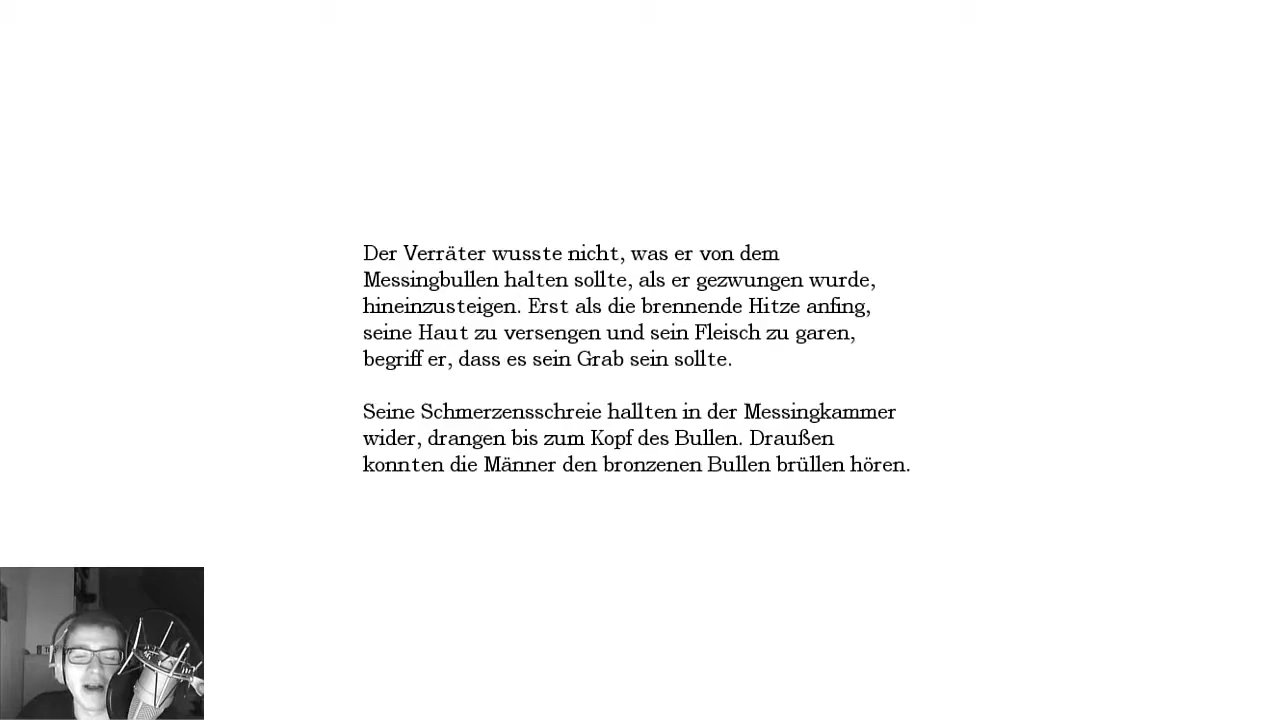 Der Verräter wusste nicht, was er von dem
Messingbullen halten sollte, als er gezwungen wurde,
hineinzusteigen. Erst als die brennende Hitze anfing,
seine Haut zu versengen und sein Fleisch zu garen,
begriff er, dass es sein Grab sein sollte.
Seine Schmerzensschreie hallten in der Messingkammer
wider, drangen bis zum Kopf des Bullen. Draußen
konnten die Männer den bronzenen Bullen brüllen hören.